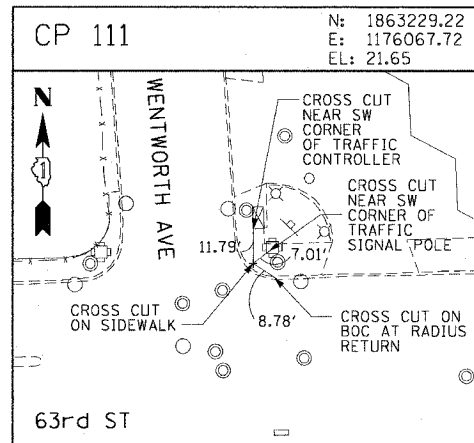 CP 111
N: 1863229.22
E: 1176067.72
EL: 21.65
N
1
WENTWORTH AVE
CROSS CUT
NEAR SW
CORNER
OF TRAFFIC
CONTROLLER
CROSS CUT
NEAR SW
CORNER OF
TRAFFIC
SIGNAL POLE
11.79'
7.01'
CROSS CUT
ON SIDEWALK
8.78'
CROSS CUT ON
BOC AT RADIUS
RETURN
63rd ST